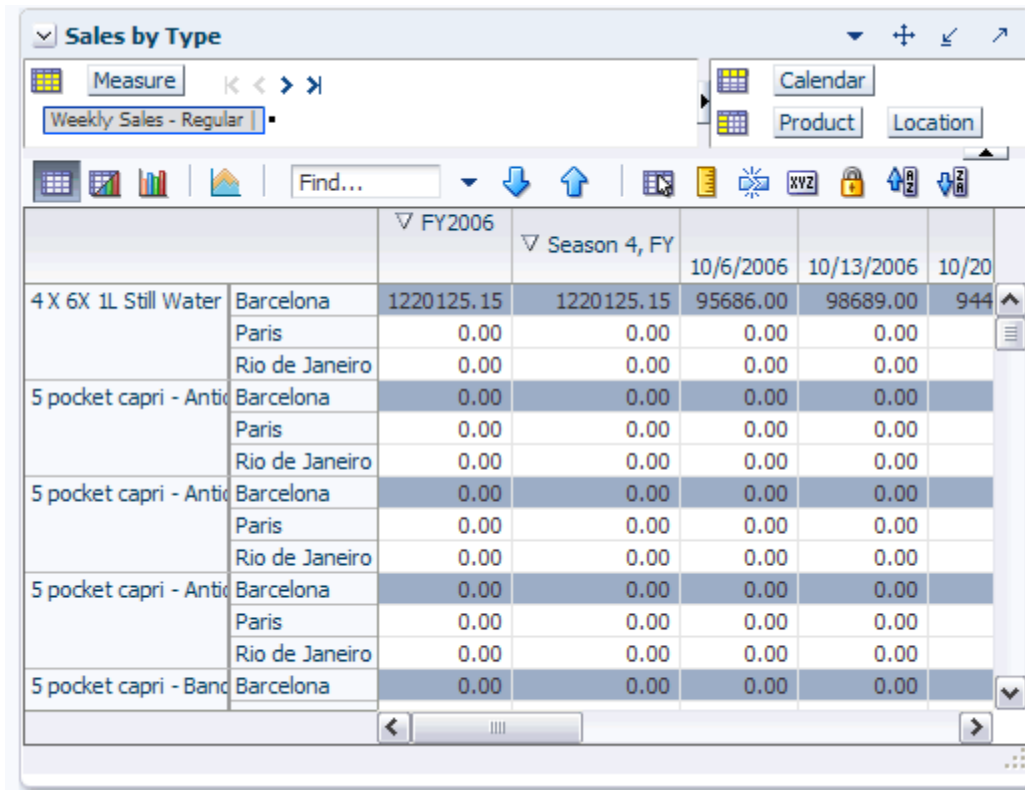 Sales by Type
Measure
Calendar
Weekly Sales - Regular |
Product Location
Find...
XYZ
FY2006
Season 4, FY
10/6/2006 10/13/2006 10/20
4 X 6X 1L Still Water Barcelona 1220125.15 1220125.15 95686.00 98689.00 944
Paris 0.00 0.00 0.00 0.00
Rio de Janeiro 0.00 0.00 0.00 0.00
5 pocket capri - Antic Barcelona 0.00 0.00 0.00 0.00
Paris 0.00 0.00 0.00 0.00
Rio de Janeiro 0.00 0.00 0.00 0.00
5 pocket capri - Antic Barcelona 0.00 0.00 0.00 0.00
Paris 0.00 0.00 0.00 0.00
Rio de Janeiro 0.00 0.00 0.00 0.00
5 pocket capri - Antic Barcelona 0.00 0.00 0.00 0.00
Paris 0.00 0.00 0.00 0.00
Rio de Janeiro 0.00 0.00 0.00 0.00
5 pocket capri - Band Barcelona 0.00 0.00 0.00 0.00